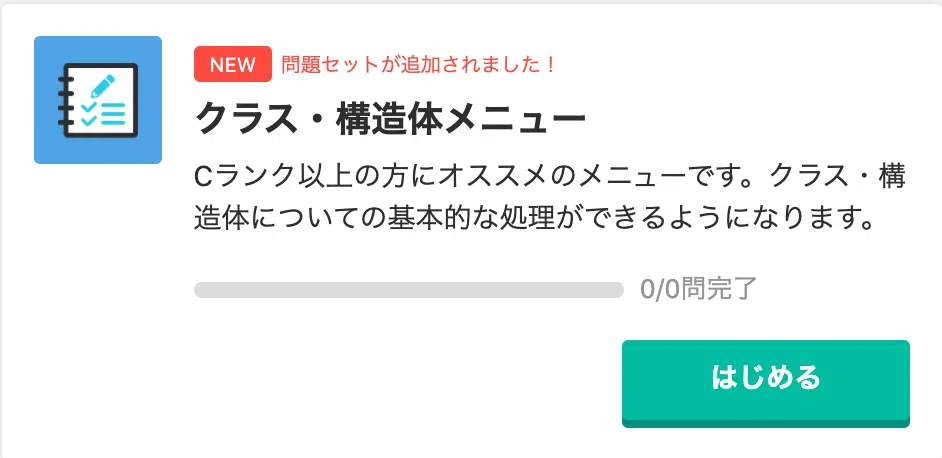 NEW 問題セットが追加されました！
クラス・構造体メニュー
Cランク以上の方にオススメのメニューです。クラス・構
造体についての基本的な処理ができるようになります。
0/0問完了
はじめる